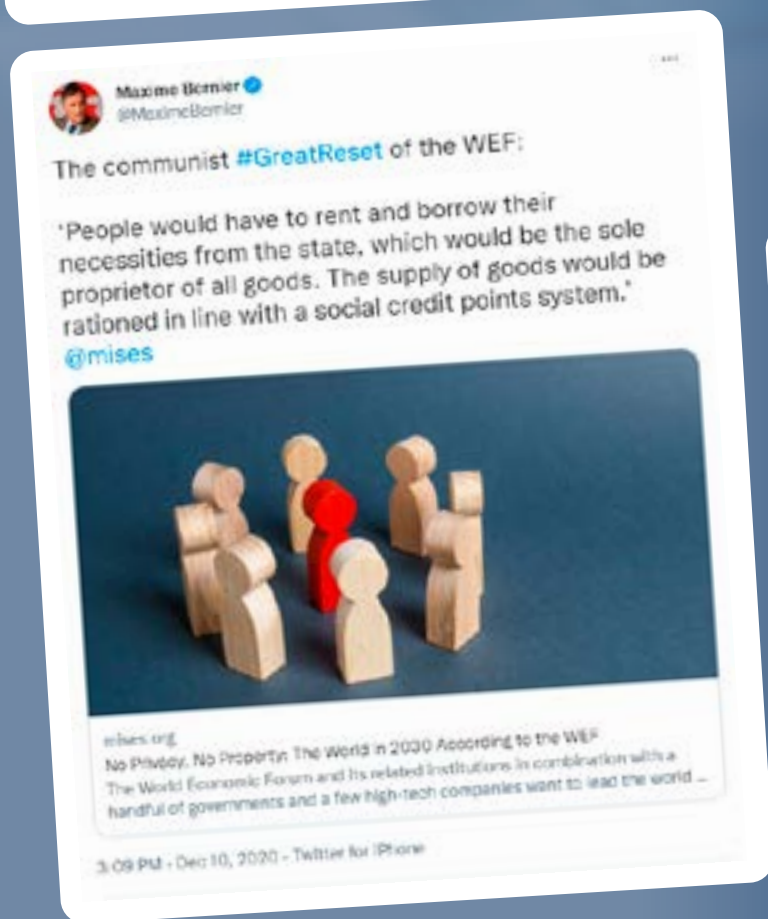 Maxime Bernier
@MaximeBernier
The communist #GreatReset of the WEF:
'People would have to rent and borrow their
necessities from the state, which would be the sole
proprietor of all goods. The supply of goods would be
rationed in line with a social credit points system.'
@mises
mises.org
No Privacy, No Property: The World in 2030 According to the WEF
The World Economic Forum and its related institutions in combination with a
handful of governments and a few high-tech companies want to lead the world ...
3:09 PM - Dec 10, 2020 - Twitter for iPhone